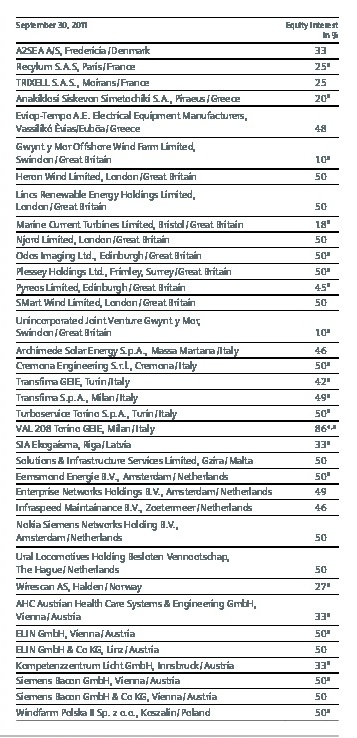 September 30, 2011 Equity interest
in %
A2SEA A/S, Fredericia/Denmark 33
Recylum S.A.S, Paris/France 25⁸
TRIXELL S.A.S., Moirans/France 25
Anakiklosi Siskevon Simetochiki S.A., Piraeus/Greece 20⁸
Eviop-Tempo A.E. Electrical Equipment Manufacturers,
Vassilikó Évias/Euböa/Greece 48
Gwynt y Mor Offshore Wind Farm Limited,
Swindon/Great Britain 10⁸
Heron Wind Limited, London/Great Britain 50
Lincs Renewable Energy Holdings Limited,
London/Great Britain 50
Marine Current Turbines Limited, Bristol/Great Britain 18⁸
Njord Limited, London/Great Britain 50
Odos Imaging Ltd., Edinburgh/Great Britain 50⁸
Plessey Holdings Ltd., Frimley, Surrey/Great Britain 50⁸
Pyreos Limited, Edinburgh/Great Britain 45⁸
SMart Wind Limited, London/Great Britain 50
Unincorporated Joint Venture Gwynt y Mor,
Swindon/Great Britain 10⁸
Archimede Solar Energy S.p.A., Massa Martana/Italy 46
Cremona Engineering S.r.l., Cremona/Italy 50⁸
Transfima GEIE, Turin/Italy 42⁸
Transfima S.p.A., Milan/Italy 49⁸
Turboservice Torino S.p.A., Turin/Italy 50⁸
VAL 208 Torino GEIE, Milan/Italy 86
SIA Ekogaisma, Riga/Latvia 33⁸
Solutions & Infrastructure Services Limited, Gzira/Malta 50
Eemsmond Energie B.V., Amsterdam/Netherlands 50⁸
Enterprise Networks Holdings B.V., Amsterdam/Netherlands 49
Infraspeed Maintainance B.V., Zoetermeer/Netherlands 46
Nokia Siemens Networks Holding B.V.,
Amsterdam/Netherlands 50
Ural Locomotives Holding Besloten Vennootschap,
The Hague/Netherlands 50
Wirescan AS, Halden/Norway 27⁸
AHC Austrian Health Care Systems & Engineering GmbH,
Vienna/Austria 33⁸
ELIN GmbH, Vienna/Austria 50⁸
ELIN GmbH & Co KG, Linz/Austria 50
Kompetenzzentrum Licht GmbH, Innsbruck/Austria 33⁸
Siemens Bacon GmbH, Vienna/Austria 50⁸
Siemens Bacon GmbH & Co KG, Vienna/Austria 50
Windfarm Polska II Sp. z o.o., Koszalin/Poland 50⁸